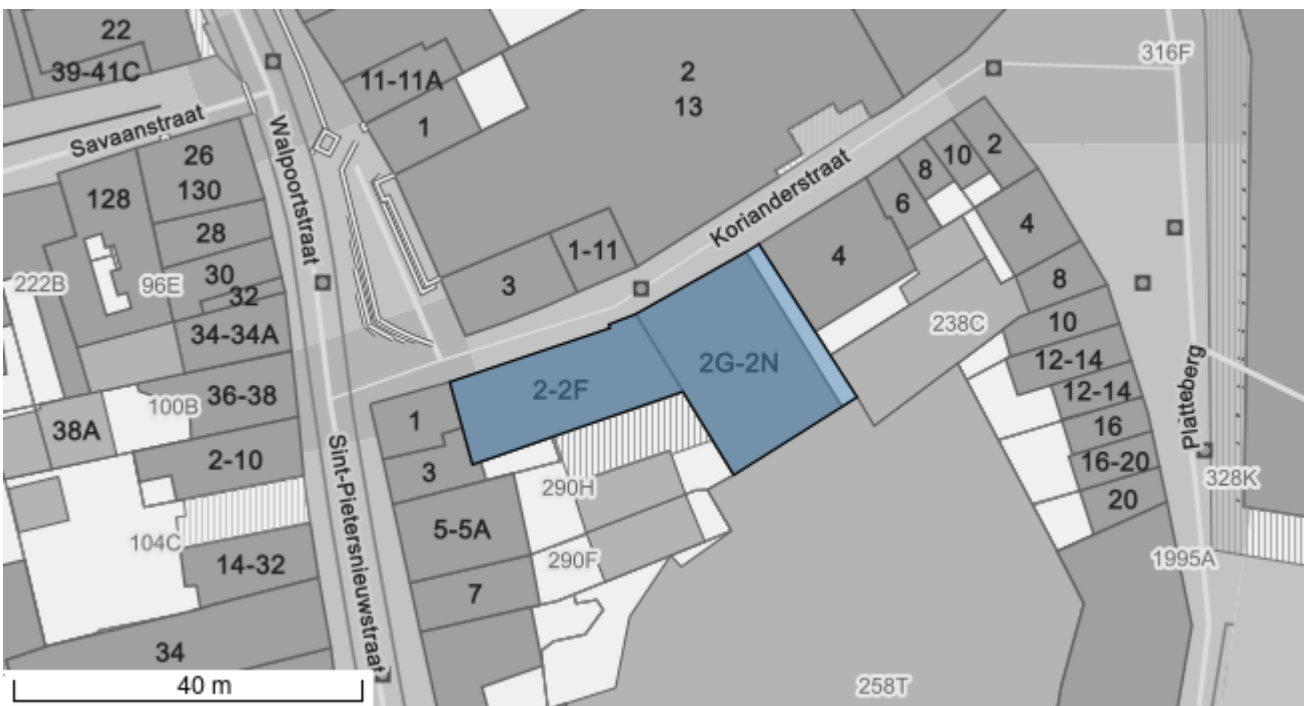 22
39-41C
Savaanstraat
Walpoortstraat
11-11A
1
2
13
316F
26
130
128
28
30
32
34-34A
222B
96E
3
1-11
Korianderstraat
8
10
2
6
4
4
8
238C
10
12-14
12-14
16
16-20
20
Platteberg
328K
1995A
36-38
100B
38A
2-10
104C
14-32
34
Sint-Pietersnieuwstraat
1
3
5-5A
7
2-2F
2G-2N
290H
290F
258T
40 m